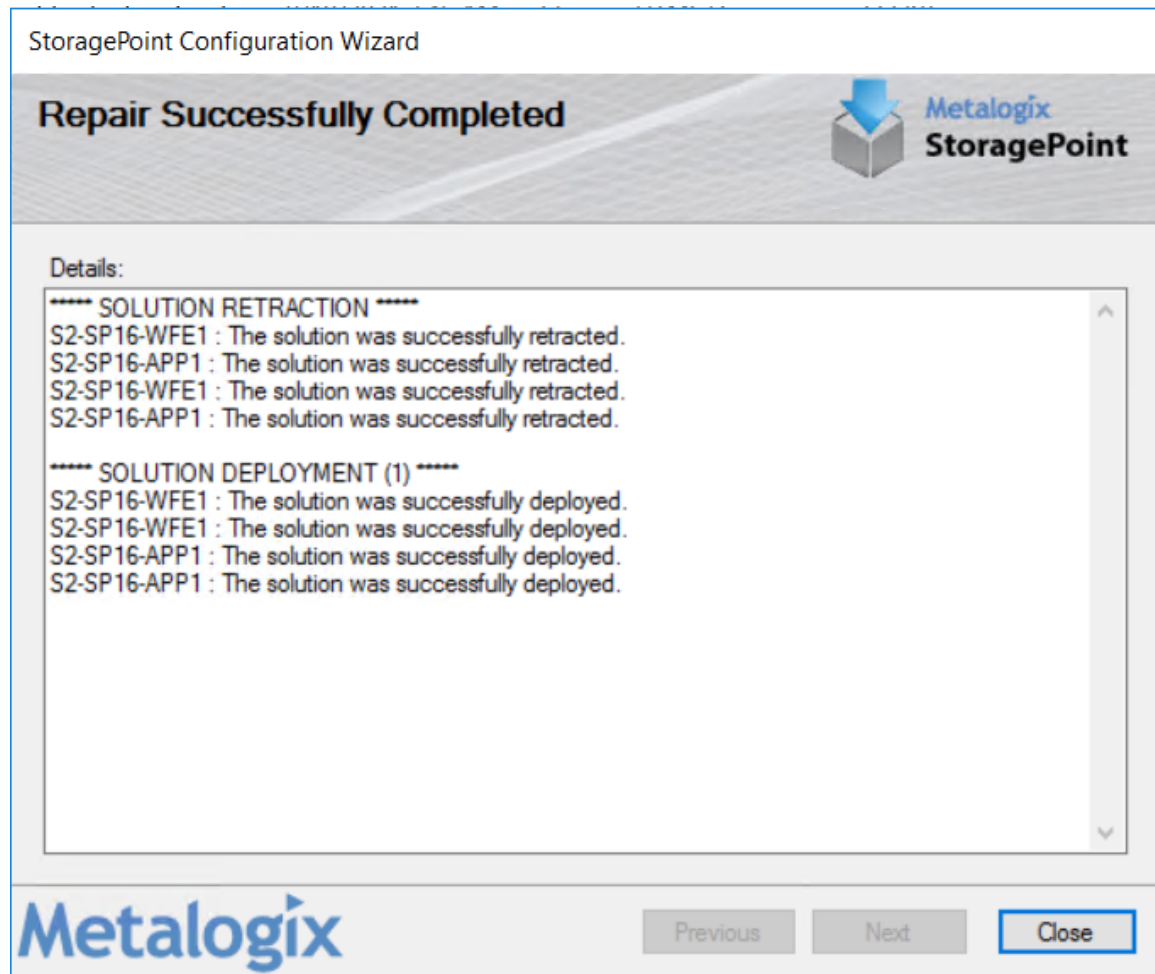 StoragePoint Configuration Wizard
Repair Successfully Completed
Metalogix
StoragePoint
Details:
***** SOLUTION RETRACTION *****
S2-SP16-WFE1 : The solution was successfully retracted.
S2-SP16-APP1 : The solution was successfully retracted.
S2-SP16-WFE1 : The solution was successfully retracted.
S2-SP16-APP1 : The solution was successfully retracted.
***** SOLUTION DEPLOYMENT (1) *****
S2-SP16-WFE1 : The solution was successfully deployed.
S2-SP16-WFE1 : The solution was successfully deployed.
S2-SP16-APP1 : The solution was successfully deployed.
S2-SP16-APP1 : The solution was successfully deployed.
Metalogix
Previous
Next
Close